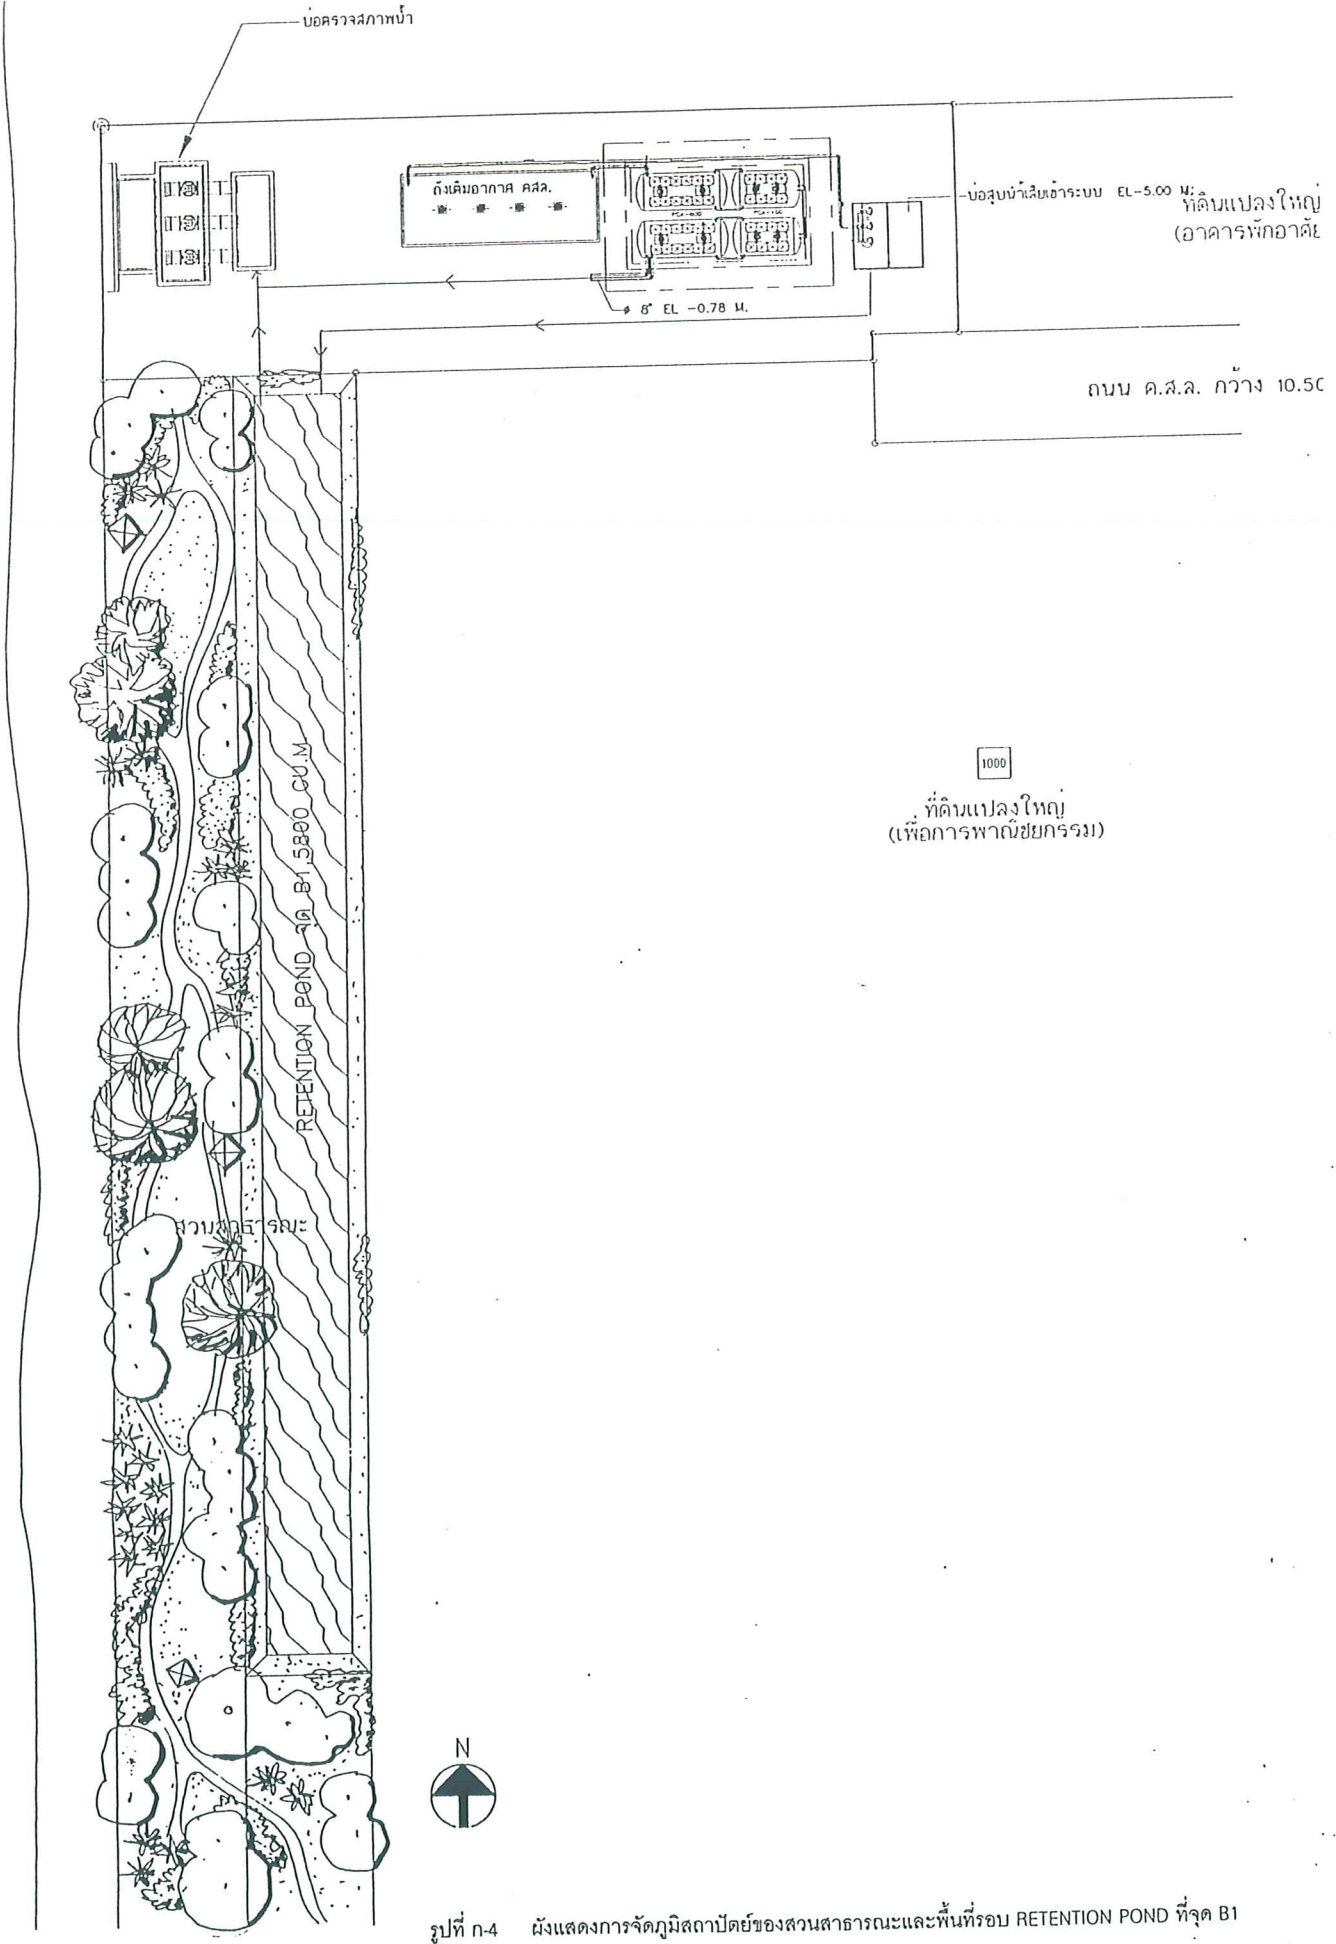 บ่อตรวจสภาพน้ำ
ถังเติมอากาศ คสล.
บ่อสูบน้ำเสียเข้าระบบ EL-5.00 M.
ที่ดินแปลงใหญ่
(อาคารพักอาศัย
ø 8" EL -0.78 M.
ถนน ค.ส.ล. กว้าง 10.50
1000
ที่ดินแปลงใหญ่
(เพื่อการพาณิชยกรรม)
RETENTION POND จุด B1 5800 CU.M.
สวนสาธารณะ
N
รูปที่ ก-4 ผังแสดงการจัดภูมิสถาปัตย์ของสวนสาธารณะและพื้นที่รอบ RETENTION POND ที่จุด B1